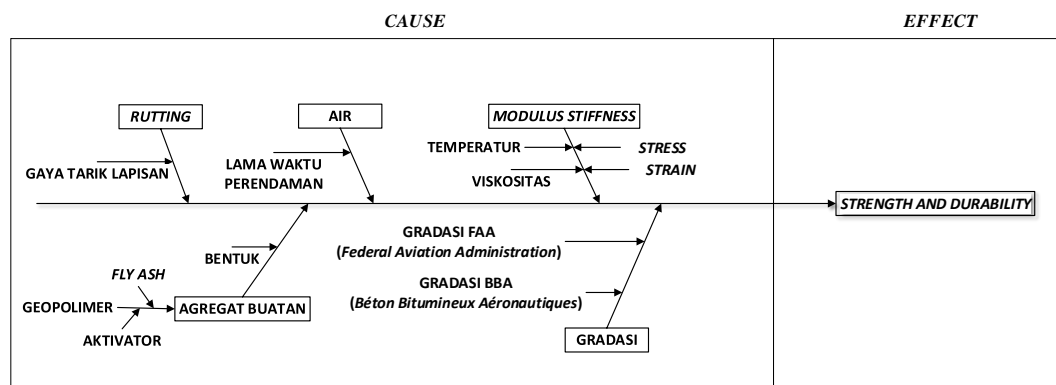 CAUSE
EFFECT
RUTTING
AIR
MODULUS STIFFNESS
GAYA TARIK LAPISAN
LAMA WAKTU
PERENDAMAN
TEMPERATUR
STRESS
VISKOSITAS
STRAIN
STRENGTH AND DURABILITY
BENTUK
GRADASI FAA
(Federal Aviation Administration)
FLY ASH
GRADASI BBA
(Béton Bitumineux Aéronautiques)
GEOPOLIMER
AGREGAT BUATAN
AKTIVATOR
GRADASI